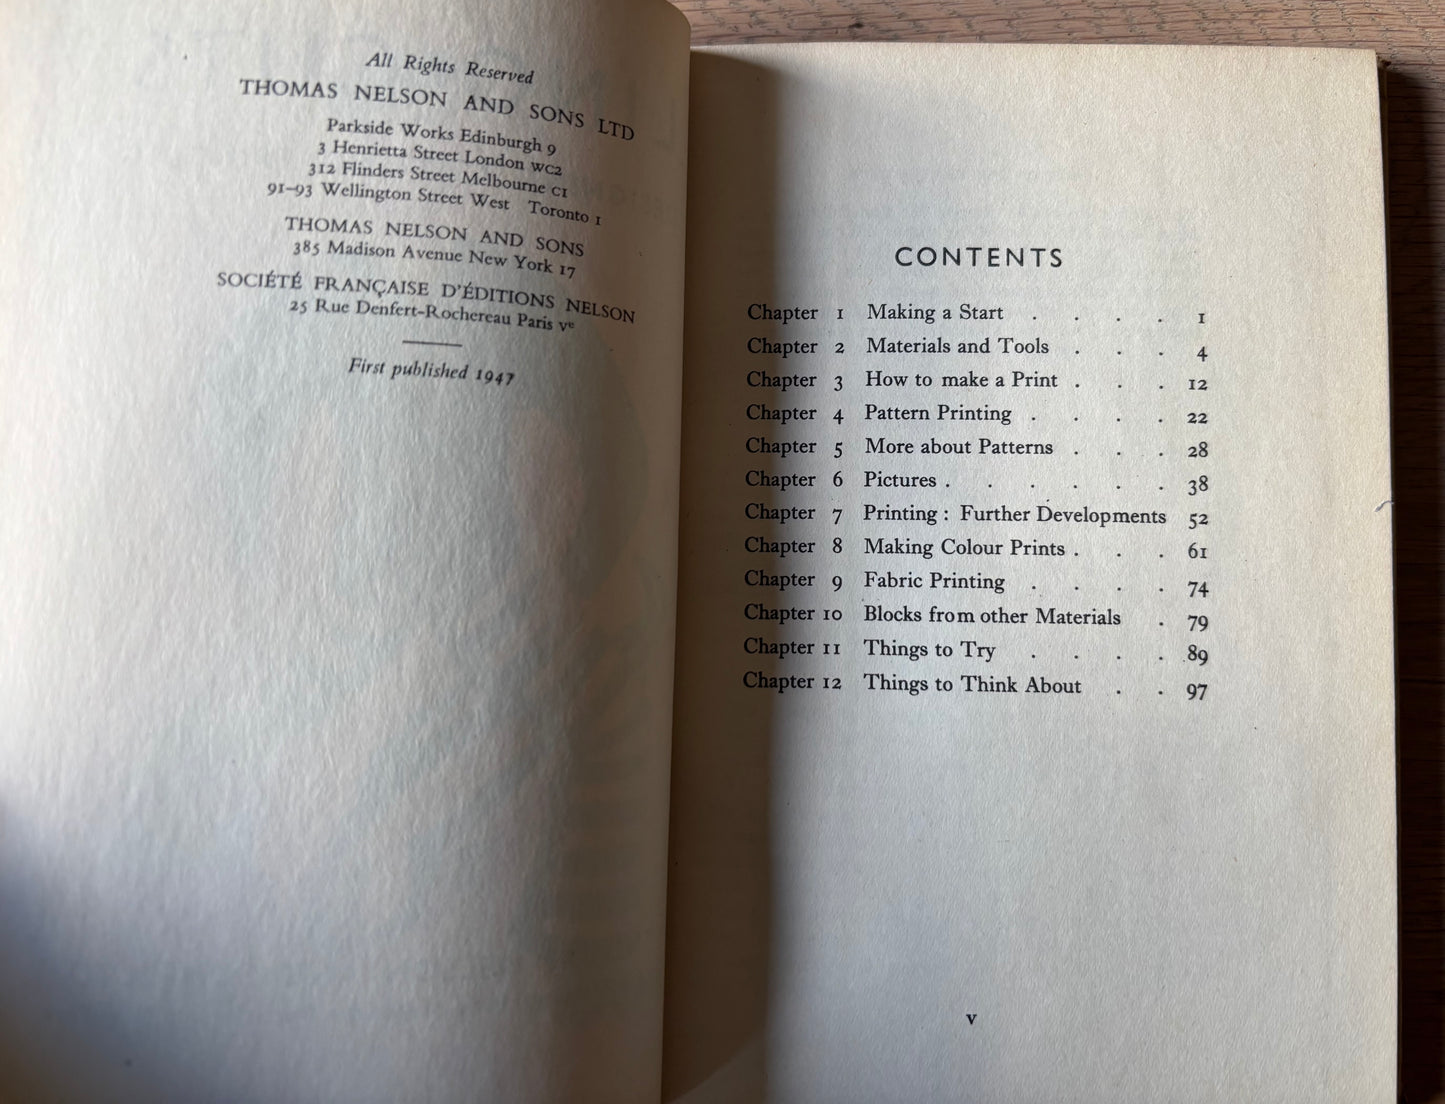 All Rights Reserved
THOMAS NELSON AND SONS LTD
Parkside Works Edinburgh 9
3 Henrietta Street London WC2
312 Flinders Street Melbourne C1
91–93 Wellington Street West Toronto 1
THOMAS NELSON AND SONS
385 Madison Avenue New York 17
SOCIÉTÉ FRANÇAISE D'ÉDITIONS NELSON
25 Rue Denfert-Rochereau Paris Vᵉ
First published 1947
CONTENTS
Chapter 1 Making a Start . . . . 1
Chapter 2 Materials and Tools . . . 4
Chapter 3 How to make a Print . . . 12
Chapter 4 Pattern Printing . . . . 22
Chapter 5 More about Patterns . . . 28
Chapter 6 Pictures . . . . . . 38
Chapter 7 Printing : Further Developments 52
Chapter 8 Making Colour Prints . . . 61
Chapter 9 Fabric Printing . . . . 74
Chapter 10 Blocks from other Materials . 79
Chapter 11 Things to Try . . . . 89
Chapter 12 Things to Think About . . 97
v